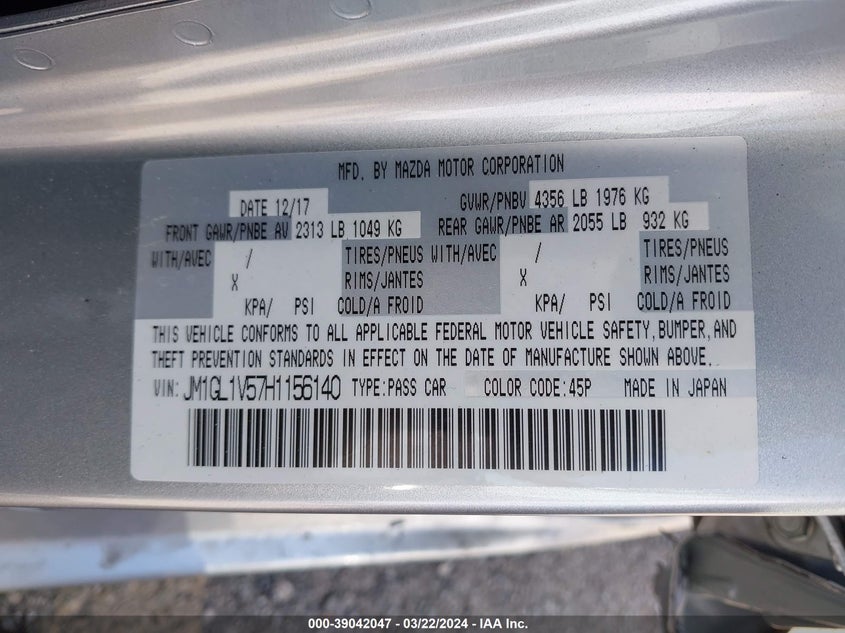 MFD. BY MAZDA MOTOR CORPORATION
DATE 12/17 GVWR/PNBV 4356 LB 1976 KG
FRONT GAWR/PNBE AV 2313 LB 1049 KG REAR GAWR/PNBE AR 2055 LB 932 KG
WITH/AVEC / TIRES/PNEUS WITH/AVEC / TIRES/PNEUS
X RIMS/JANTES X RIMS/JANTES
KPA/ PSI COLD/A FROID KPA/ PSI COLD/A FROID
THIS VEHICLE CONFORMS TO ALL APPLICABLE FEDERAL MOTOR VEHICLE SAFETY,BUMPER,AND
THEFT PREVENTION STANDARDS IN EFFECT ON THE DATE OF MANUFACTURE SHOWN ABOVE.
VIN: JM1GL1V57H1156140 TYPE:PASS CAR COLOR CODE:45P MADE IN JAPAN
000-39042047 - 03/22/2024 - IAA Inc.